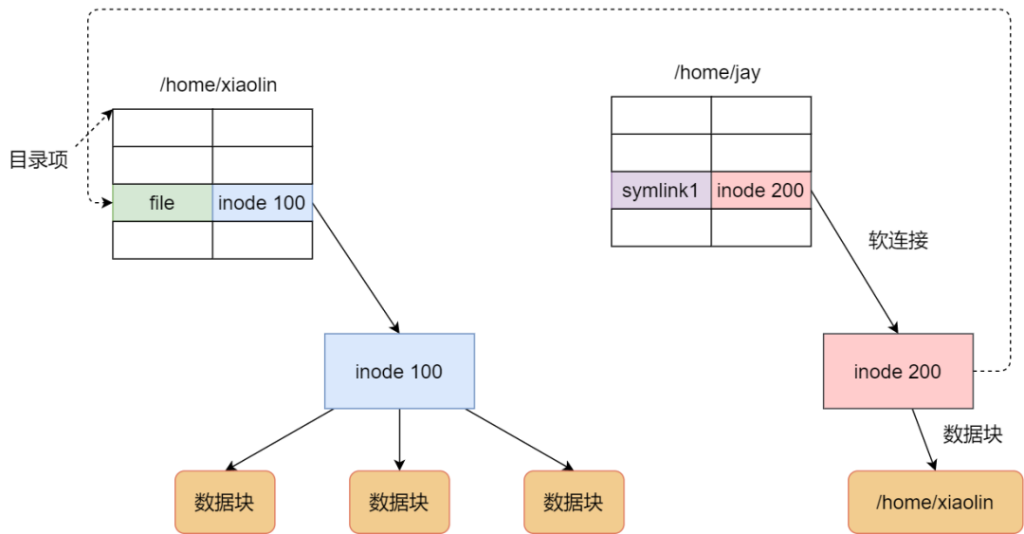 /home/xiaolin
/home/jay
目录项
file
inode 100
symlink1
inode 200
软连接
inode 100
inode 200
数据块
数据块
数据块
数据块
/home/xiaolin